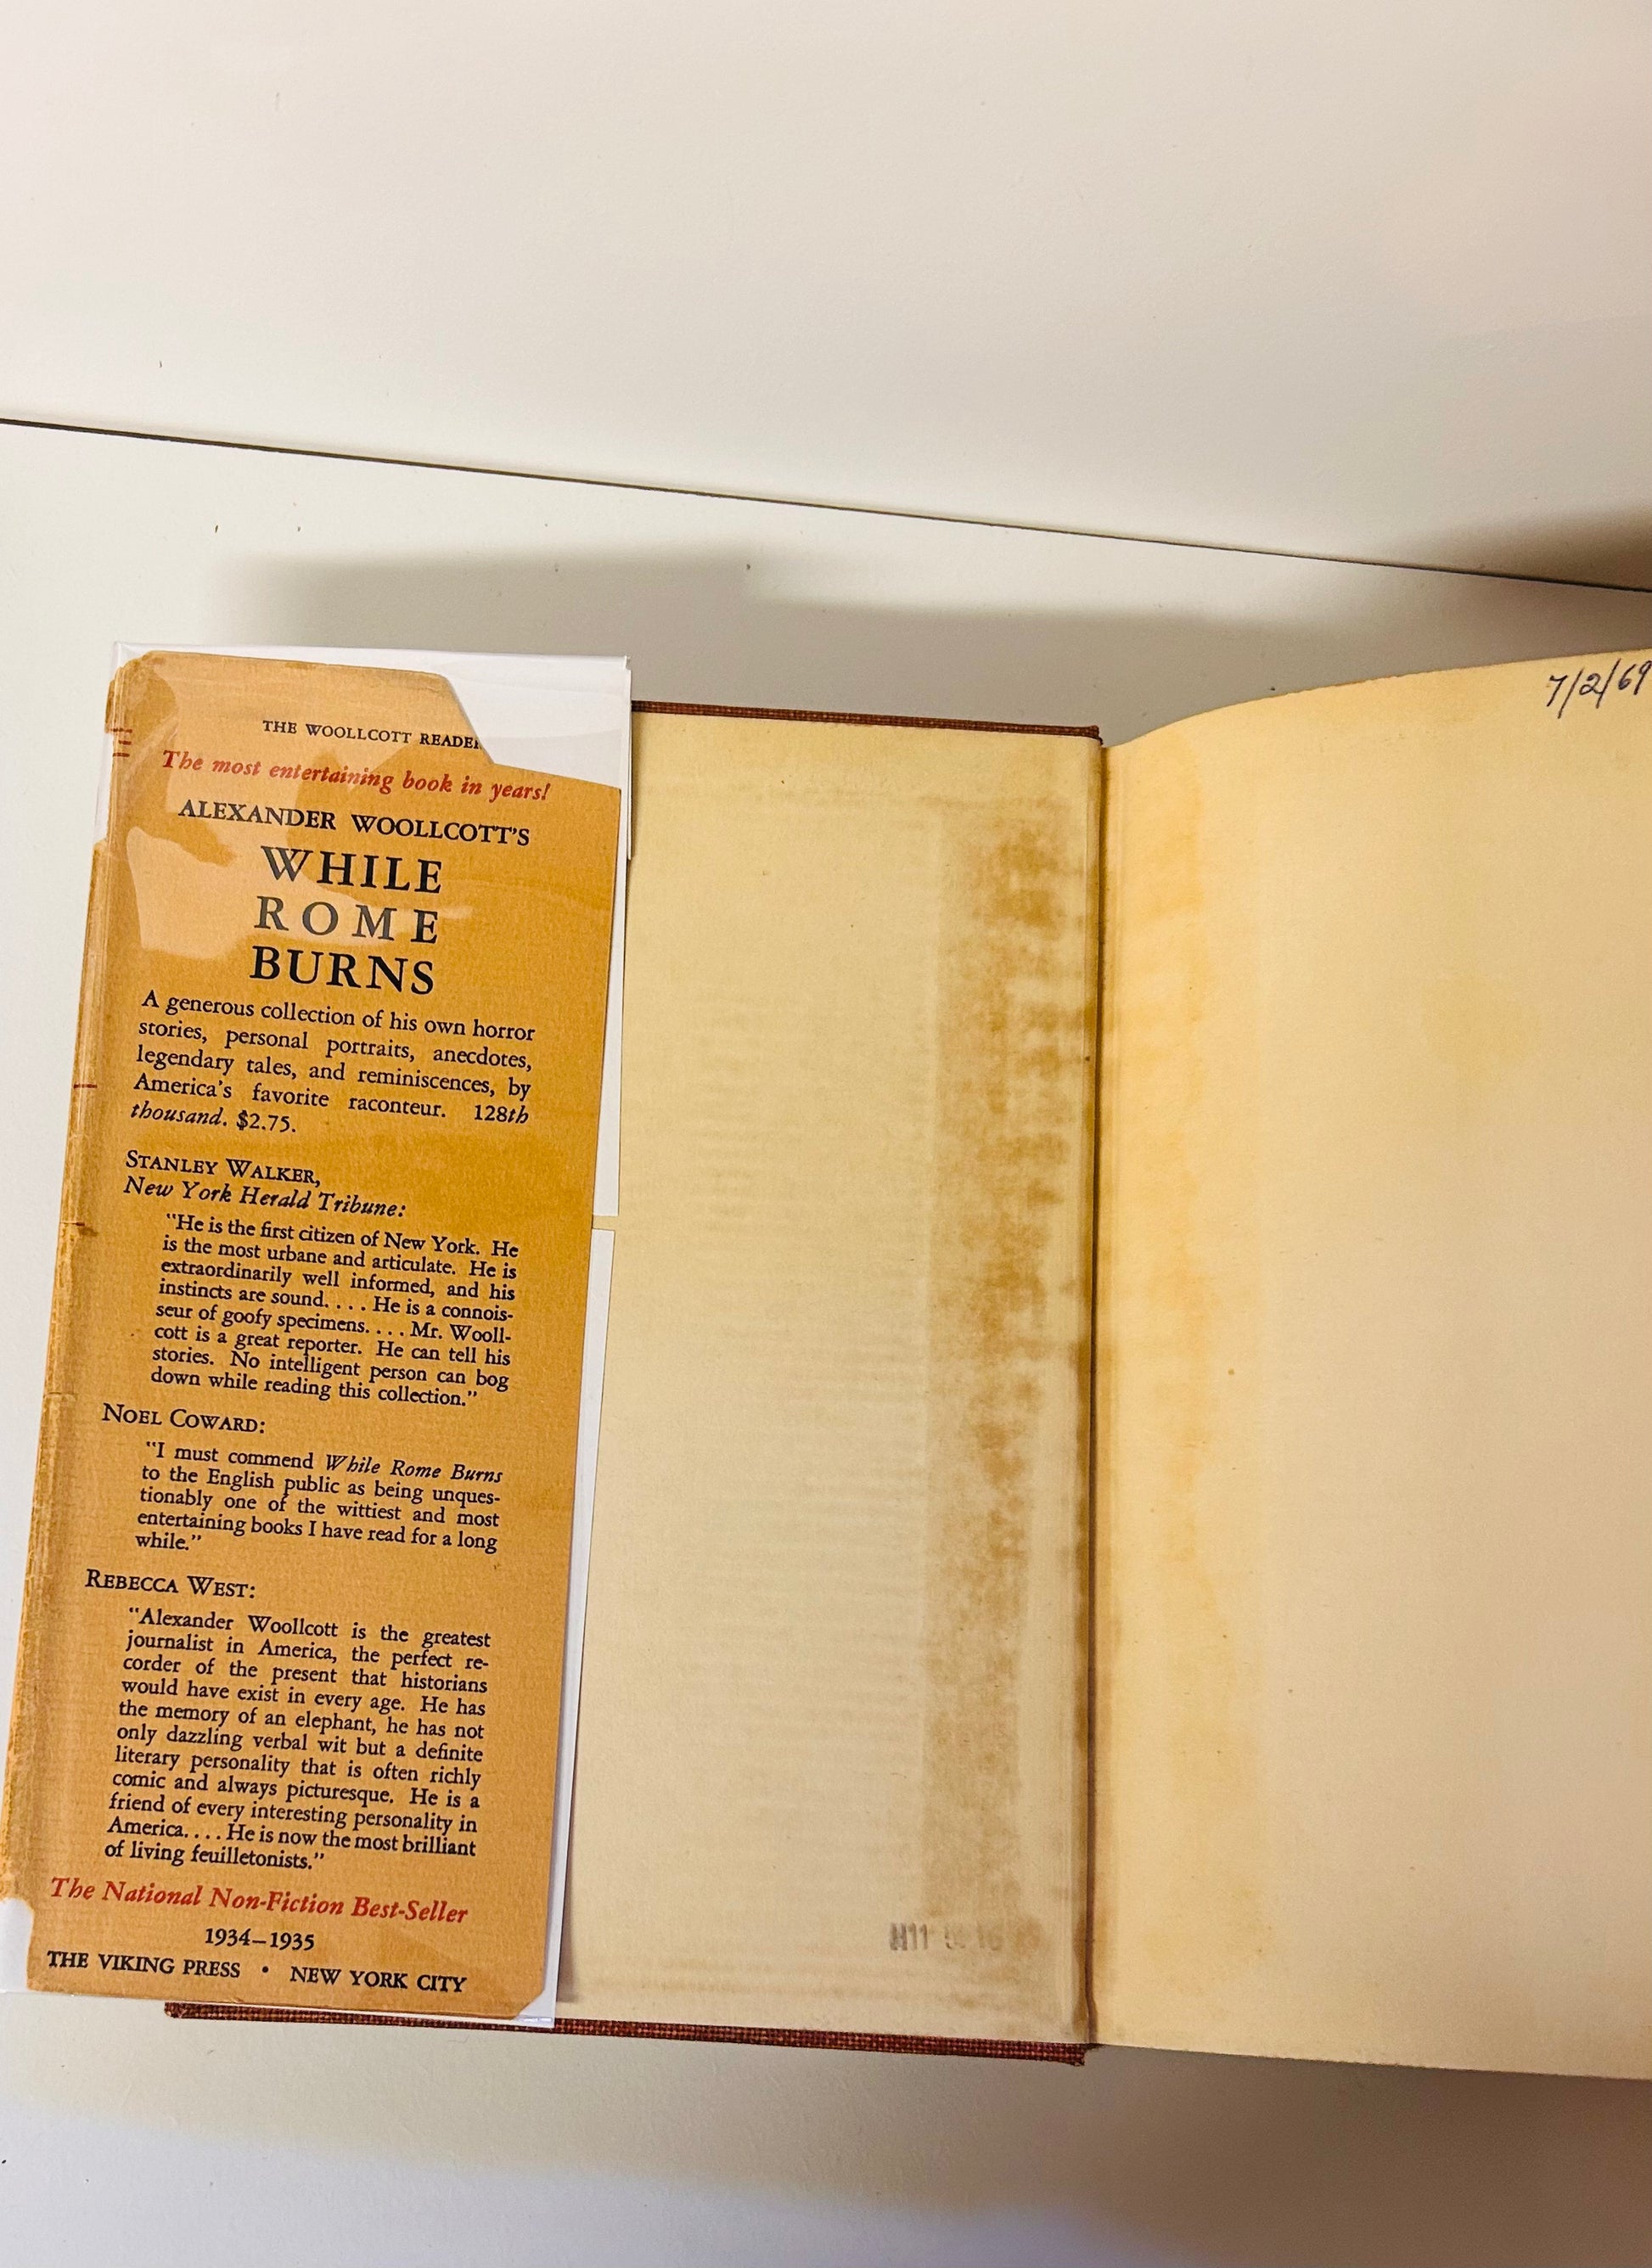 THE WOOLLCOTT READER
The most entertaining book in years!
ALEXANDER WOOLLCOTT'S
WHILE
ROME
BURNS
A generous collection of his own horror
stories, personal portraits, anecdotes,
legendary tales, and reminiscences, by
America's favorite raconteur. 128th
thousand. $2.75.
STANLEY WALKER,
New York Herald Tribune:
"He is the first citizen of New York. He
is the most urbane and articulate. He is
extraordinarily well informed, and his
instincts are sound. . . . He is a connois-
seur of goofy specimens. . . . Mr. Wooll-
cott is a great reporter. He can tell his
stories. No intelligent person can bog
down while reading this collection."
NOEL COWARD:
"I must commend While Rome Burns
to the English public as being unques-
tionably one of the wittiest and most
entertaining books I have read for a long
while."
REBECCA WEST:
"Alexander Woollcott is the greatest
journalist in America, the perfect re-
corder of the present that historians
would have exist in every age. He has
the memory of an elephant, he has not
only dazzling verbal wit but a definite
literary personality that is often richly
comic and always picturesque. He is a
friend of every interesting personality in
America. . . . He is now the most brilliant
of living feuilletonists."
The National Non-Fiction Best-Seller
1934–1935
THE VIKING PRESS • NEW YORK CITY
7/2/69